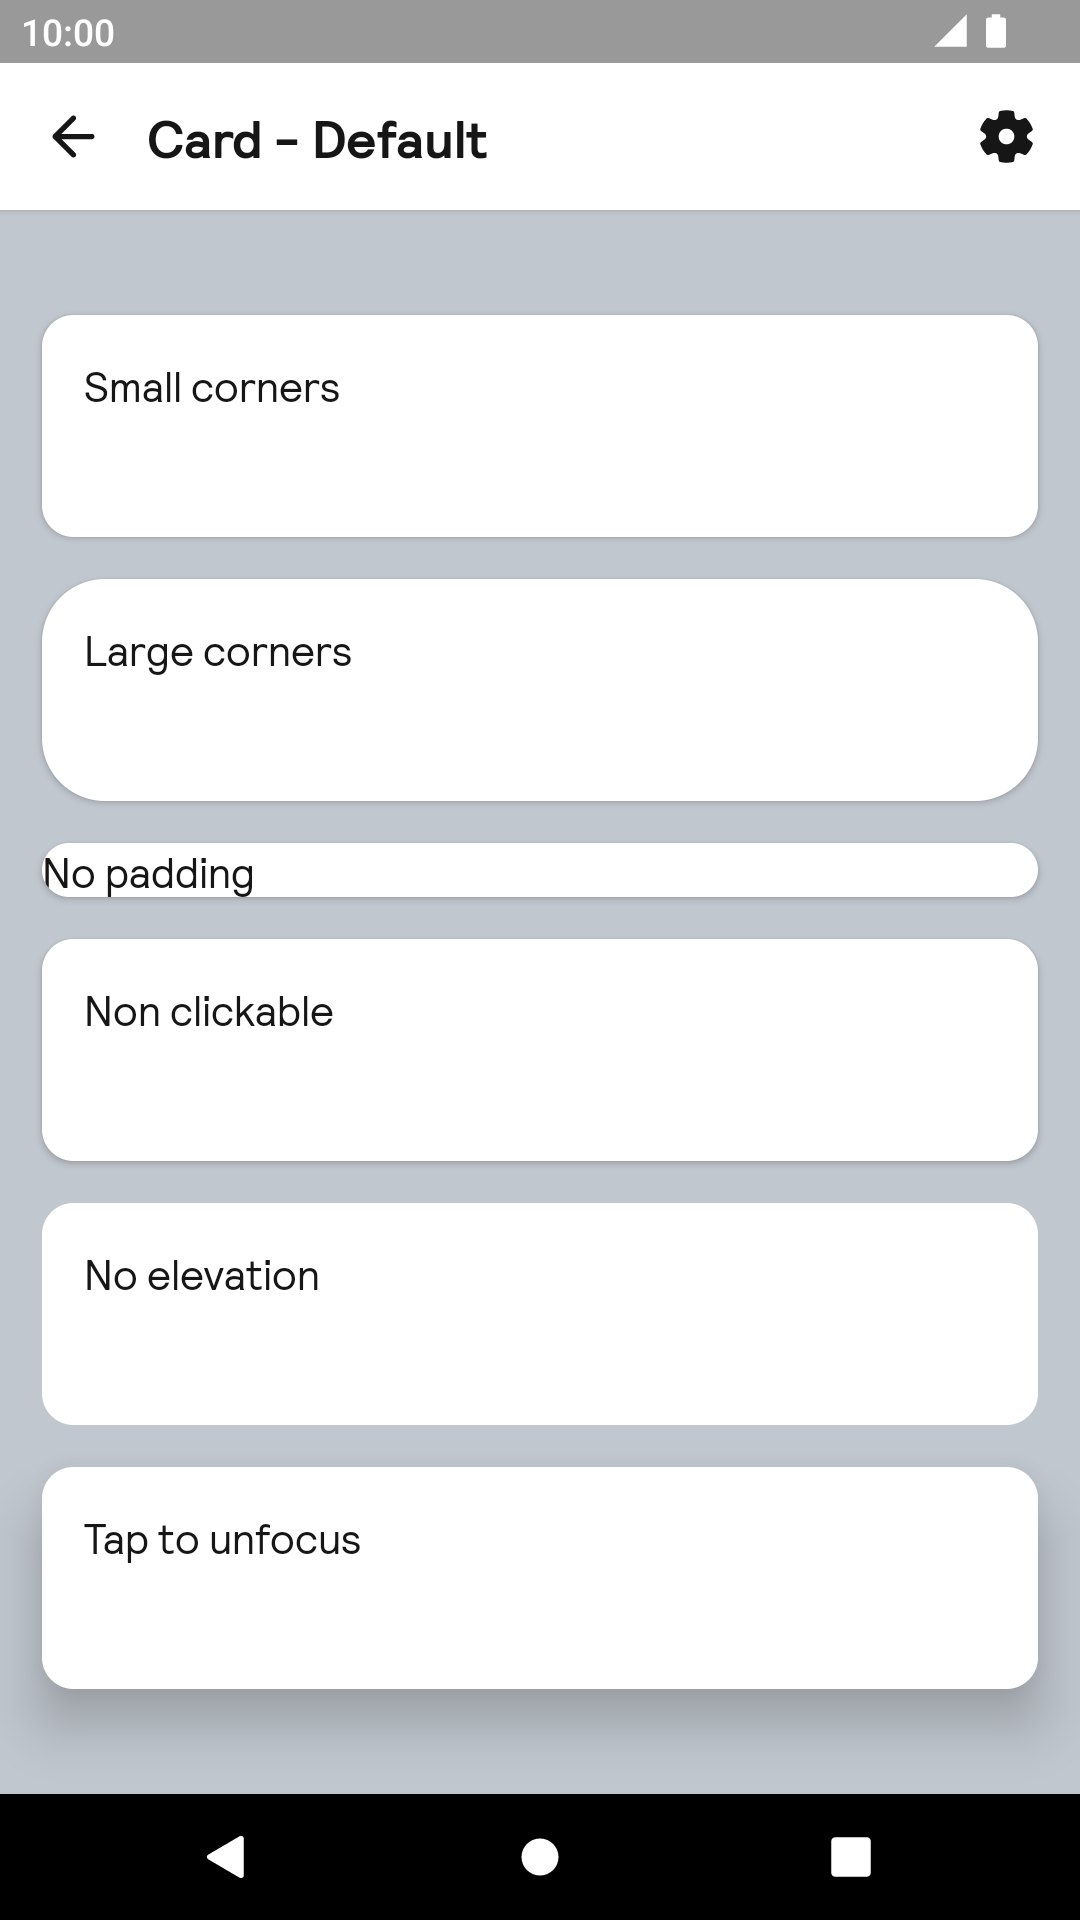 10:00
Card - Default
Small corners
Large corners
No padding
Non clickable
No elevation
Tap to unfocus